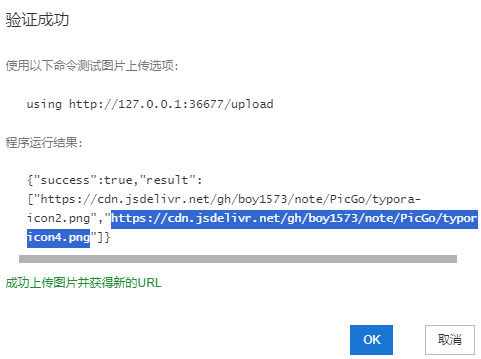 验证成功
使用以下命令测试图片上传选项:
using http://127.0.0.1:36677/upload
程序运行结果:
{"success":true,"result":
["https://cdn.jsdelivr.net/gh/boy1573/note/PicGo/typora-
icon2.png","https://cdn.jsdelivr.net/gh/boy1573/note/PicGo/typor
icon4.png"]}
成功上传图片并获得新的URL
OK
取消